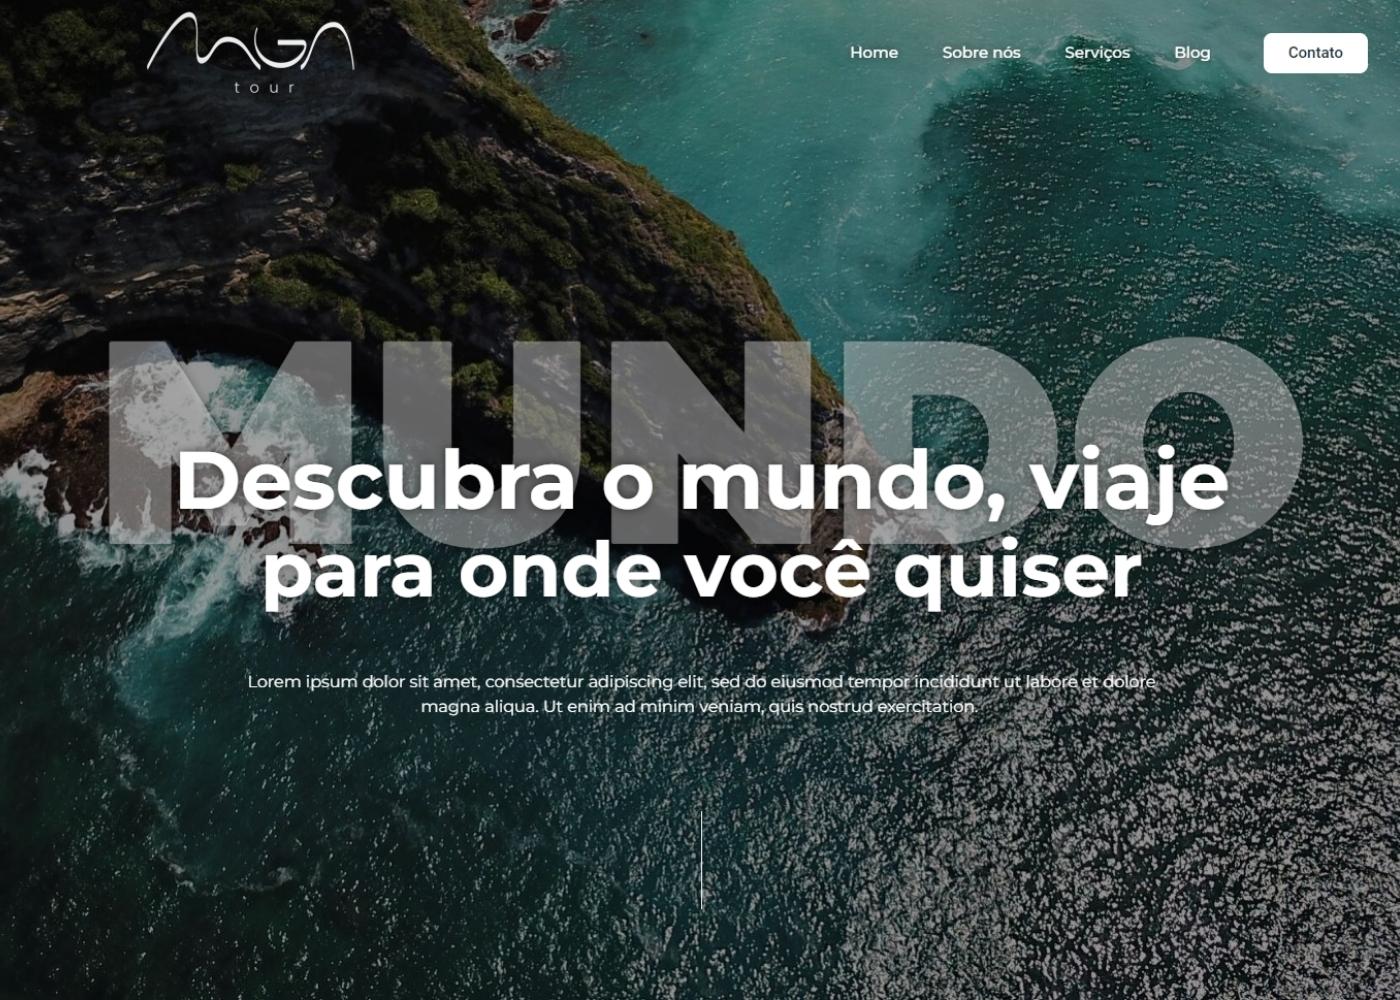 MGA
tour
Home
Sobre nós
Serviços
Blog
Contato
MUNDO
Descubra o mundo, viaje
para onde você quiser
Lorem ipsum dolor sit amet, consectetur adipiscing elit, sed do eiusmod tempor incididunt ut labore et dolore
magna aliqua. Ut enim ad minim veniam, quis nostrud exercitation.